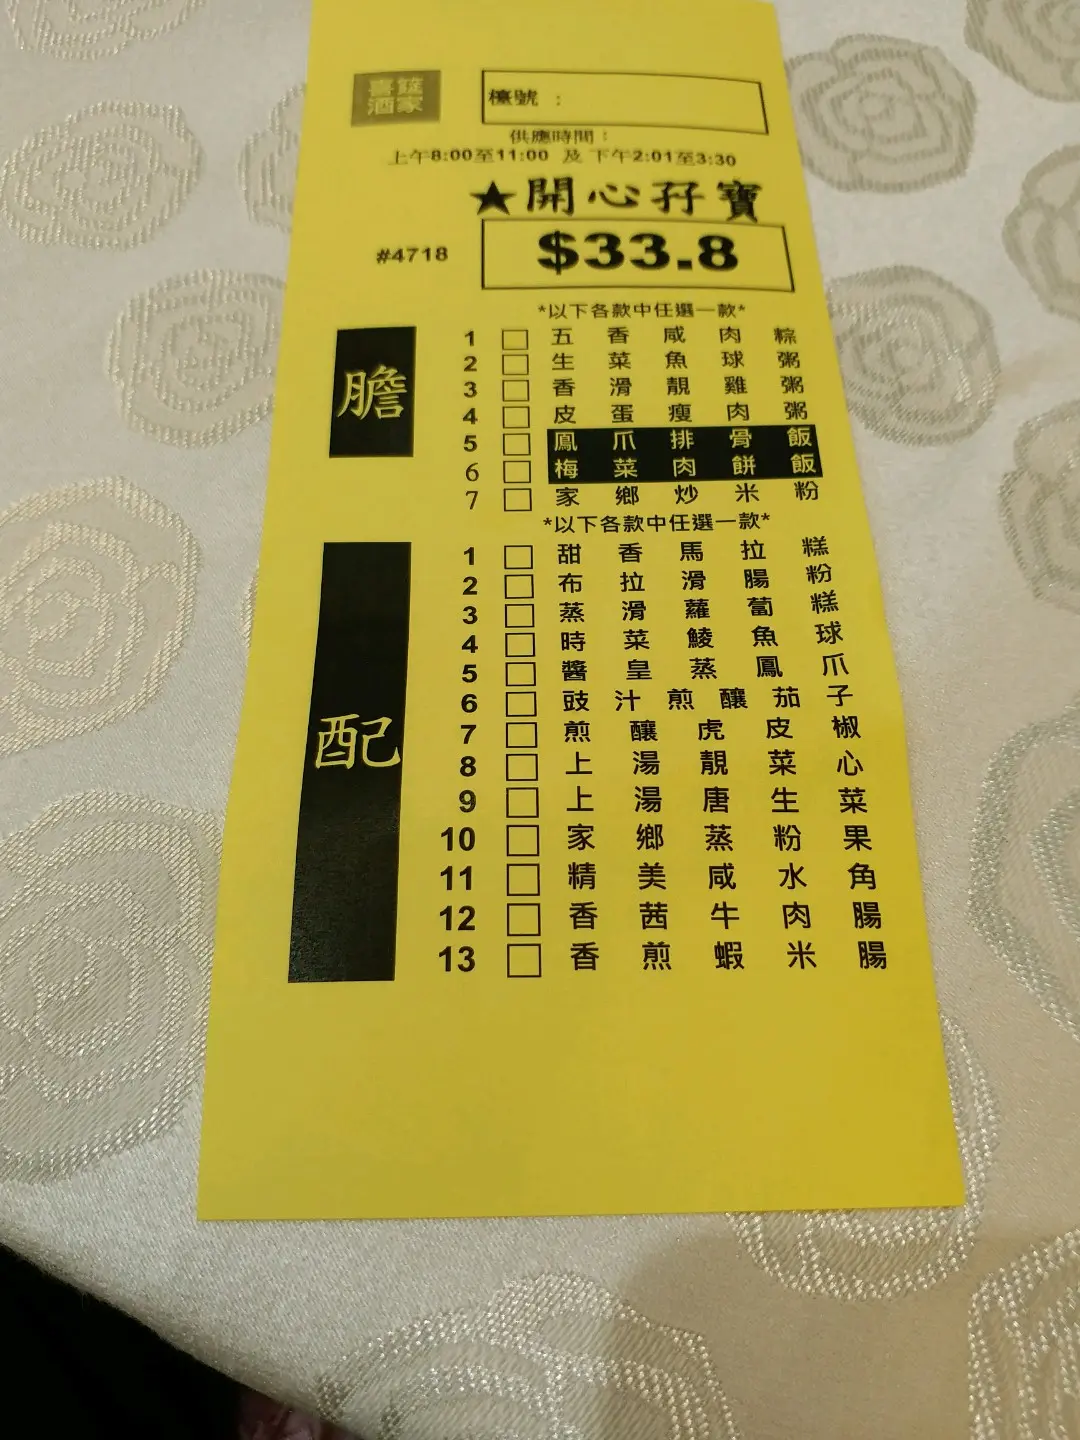 喜筵
酒家
檯號 :
供應時間：
上午8:00至11:00 及 下午2:01至3:30
★開心孖寶
#4718
$33.8
*以下各款中任選一款*
膽
1 五香咸肉粽
2 生菜魚球粥
3 香滑靚雞粥
4 皮蛋瘦肉粥
5 鳳爪排骨飯
6 梅菜肉餅飯
7 家鄉炒米粉
*以下各款中任選一款*
配
1 甜香馬拉糕
2 布拉滑腸粉
3 蒸滑蘿蔔糕
4 時菜鯪魚球
5 醬皇蒸鳳爪
6 豉汁煎釀茄子
7 煎釀虎皮椒
8 上湯靚菜心
9 上湯唐生菜
10 家鄉蒸粉果
11 精美咸水角
12 香茜牛肉腸
13 香煎蝦米腸